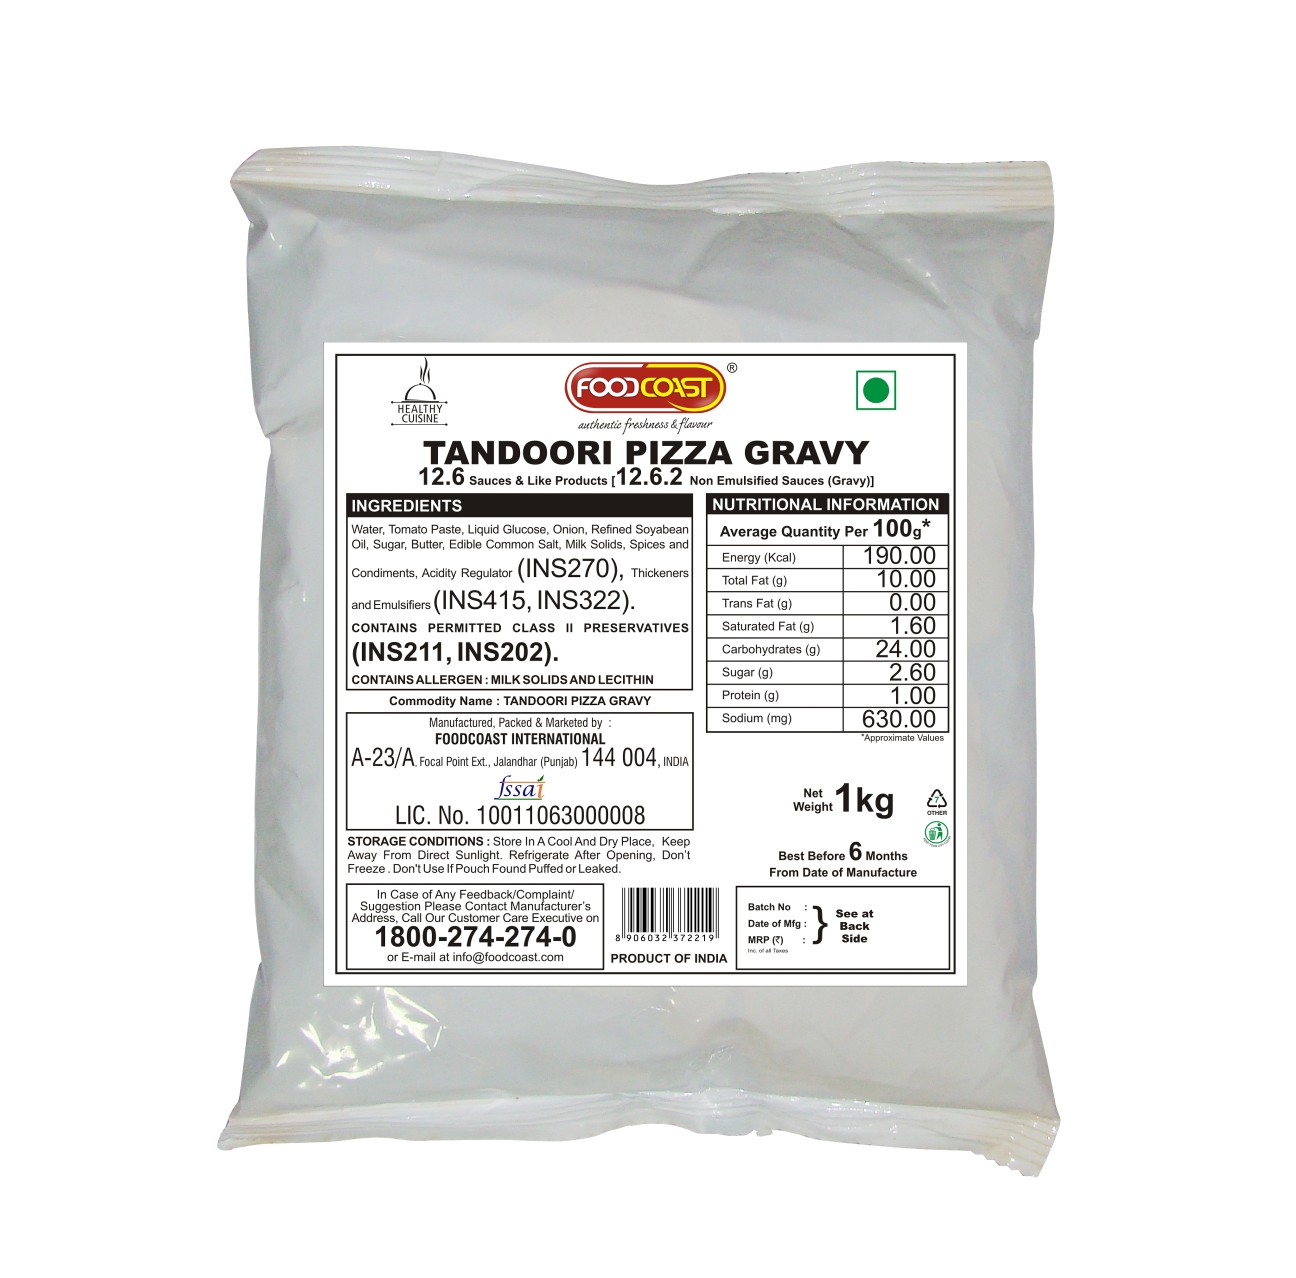 HEALTHY
CUISINE
FOODCOAST ®
authentic freshness & flavour
TANDOORI PIZZA GRAVY
12.6 Sauces & Like Products [12.6.2 Non Emulsified Sauces (Gravy)]
INGREDIENTS
Water, Tomato Paste, Liquid Glucose, Onion, Refined Soyabean
Oil, Sugar, Butter, Edible Common Salt, Milk Solids, Spices and
Condiments, Acidity Regulator (INS270), Thickeners
and Emulsifiers (INS415, INS322).
CONTAINS PERMITTED CLASS II PRESERVATIVES
(INS211, INS202).
CONTAINS ALLERGEN : MILK SOLIDS AND LECITHIN
Commodity Name : TANDOORI PIZZA GRAVY
Manufactured, Packed & Marketed by :
FOODCOAST INTERNATIONAL
A-23/A, Focal Point Ext., Jalandhar (Punjab) 144 004, INDIA
fssai
LIC. No. 10011063000008
STORAGE CONDITIONS : Store In A Cool And Dry Place, Keep
Away From Direct Sunlight. Refrigerate After Opening, Don't
Freeze . Don't Use If Pouch Found Puffed or Leaked.
In Case of Any Feedback/Complaint/
Suggestion Please Contact Manufacturer's
Address, Call Our Customer Care Executive on
1800-274-274-0
or E-mail at info@foodcoast.com
8 906032 372219
PRODUCT OF INDIA
NUTRITIONAL INFORMATION
Average Quantity Per 100g*
Energy (Kcal) 190.00
Total Fat (g) 10.00
Trans Fat (g) 0.00
Saturated Fat (g) 1.60
Carbohydrates (g) 24.00
Sugar (g) 2.60
Protein (g) 1.00
Sodium (mg) 630.00
*Approximate Values
Net
Weight 1kg
7
OTHER
Best Before 6 Months
From Date of Manufacture
Batch No :
Date of Mfg :
MRP (₹) :
Inc. of all Taxes
See at
Back
Side